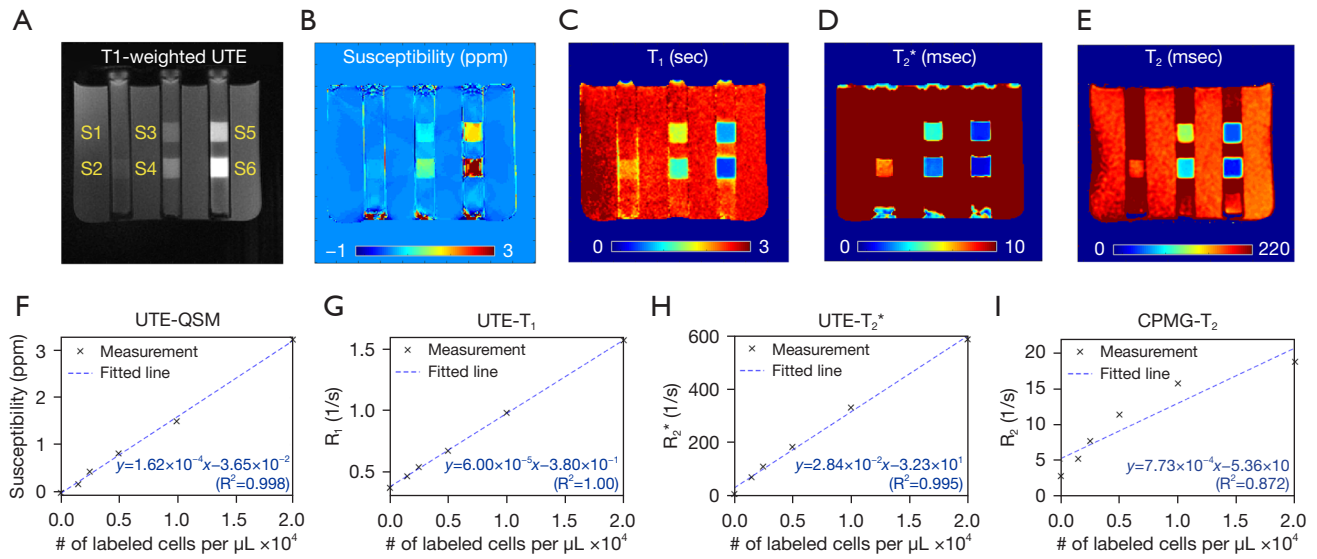 A
B
C
D
E
T1-weighted UTE
Susceptibility (ppm)
T₁ (sec)
T₂* (msec)
T₂ (msec)
S1
S3
S5
S2
S4
S6
−1
3
0
3
0
10
0
220
F
UTE-QSM
Susceptibility (ppm)
3
2
1
0
× Measurement
Fitted line
y=1.62×10⁻⁴x−3.65×10⁻²
(R²=0.998)
0.0 0.5 1.0 1.5 2.0
# of labeled cells per µL ×10⁴
G
UTE-T₁
R₁ (1/s)
1.5
1.0
0.5
× Measurement
Fitted line
y=6.00×10⁻⁵x−3.80×10⁻¹
(R²=1.00)
0.0 0.5 1.0 1.5 2.0
# of labeled cells per µL ×10⁴
H
UTE-T₂*
R₂* (1/s)
600
400
200
0
× Measurement
Fitted line
y=2.84×10⁻²x−3.23×10¹
(R²=0.995)
0.0 0.5 1.0 1.5 2.0
# of labeled cells per µL ×10⁴
I
CPMG-T₂
R₂ (1/s)
20
15
10
5
0
× Measurement
Fitted line
y=7.73×10⁻⁴x−5.36×10
(R²=0.872)
0.0 0.5 1.0 1.5 2.0
# of labeled cells per µL ×10⁴